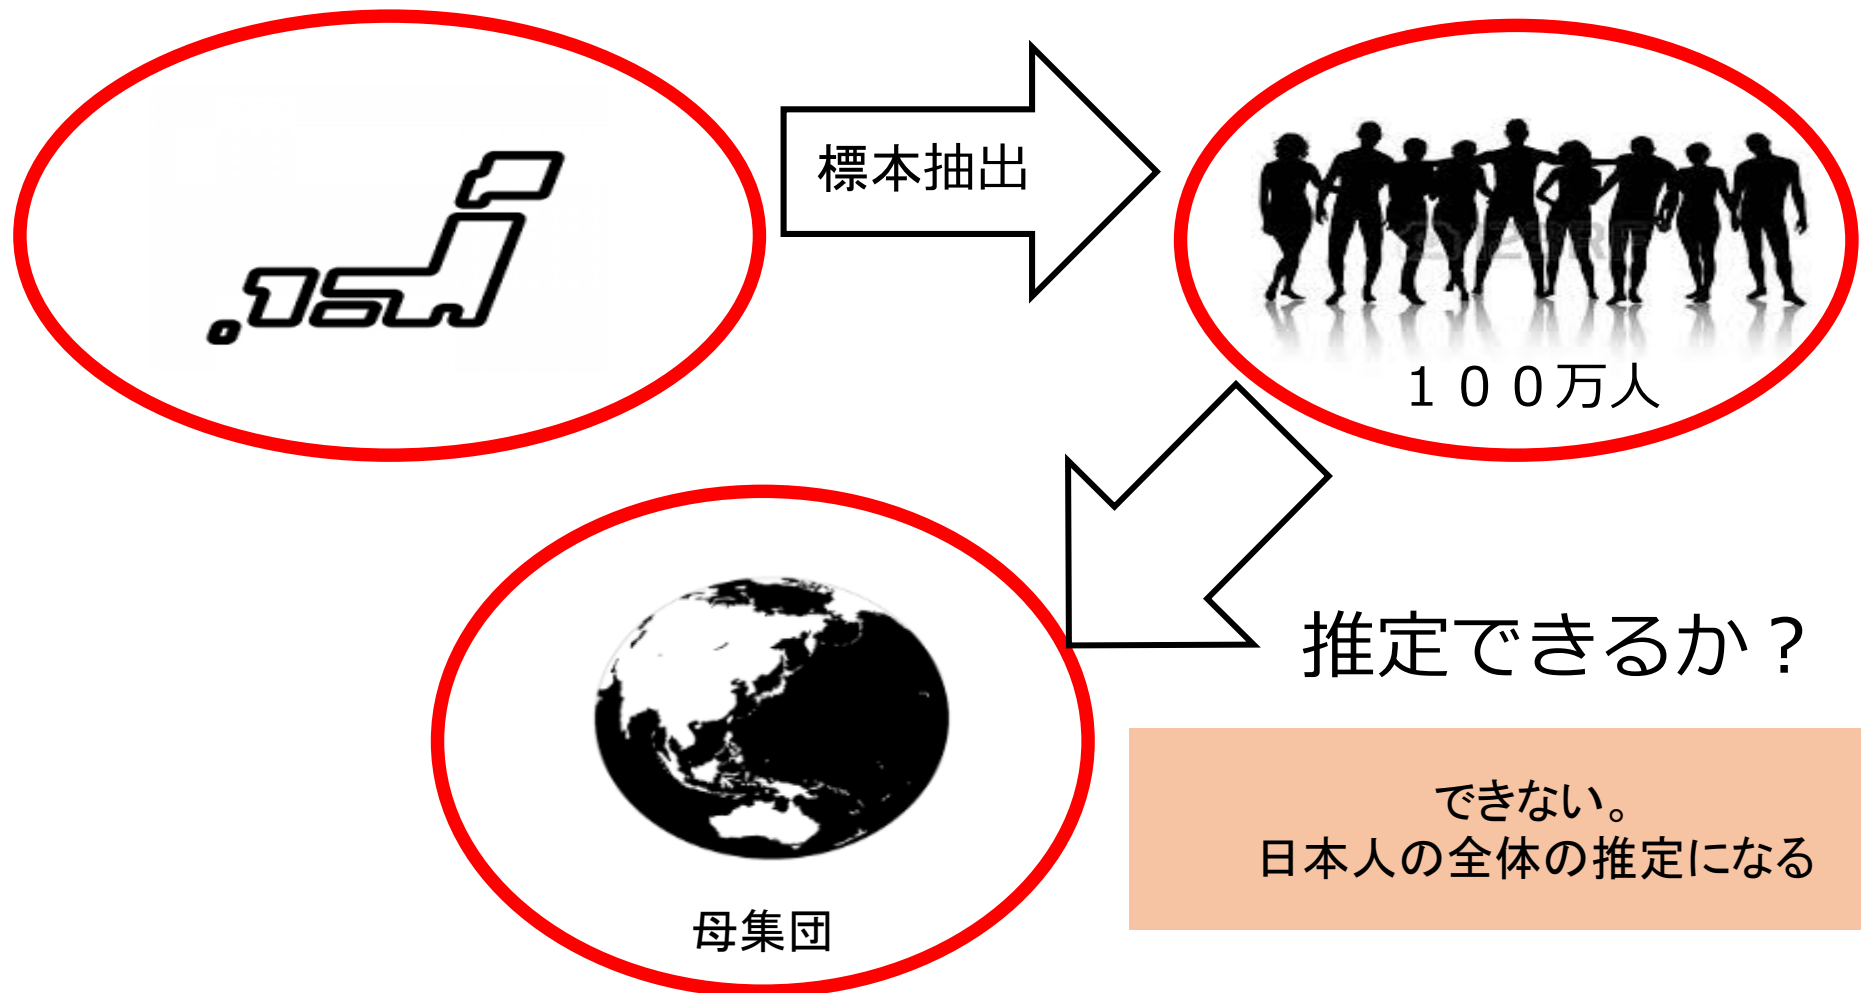 標本抽出
１００万人
推定できるか？
できない。
日本人の全体の推定になる
母集団